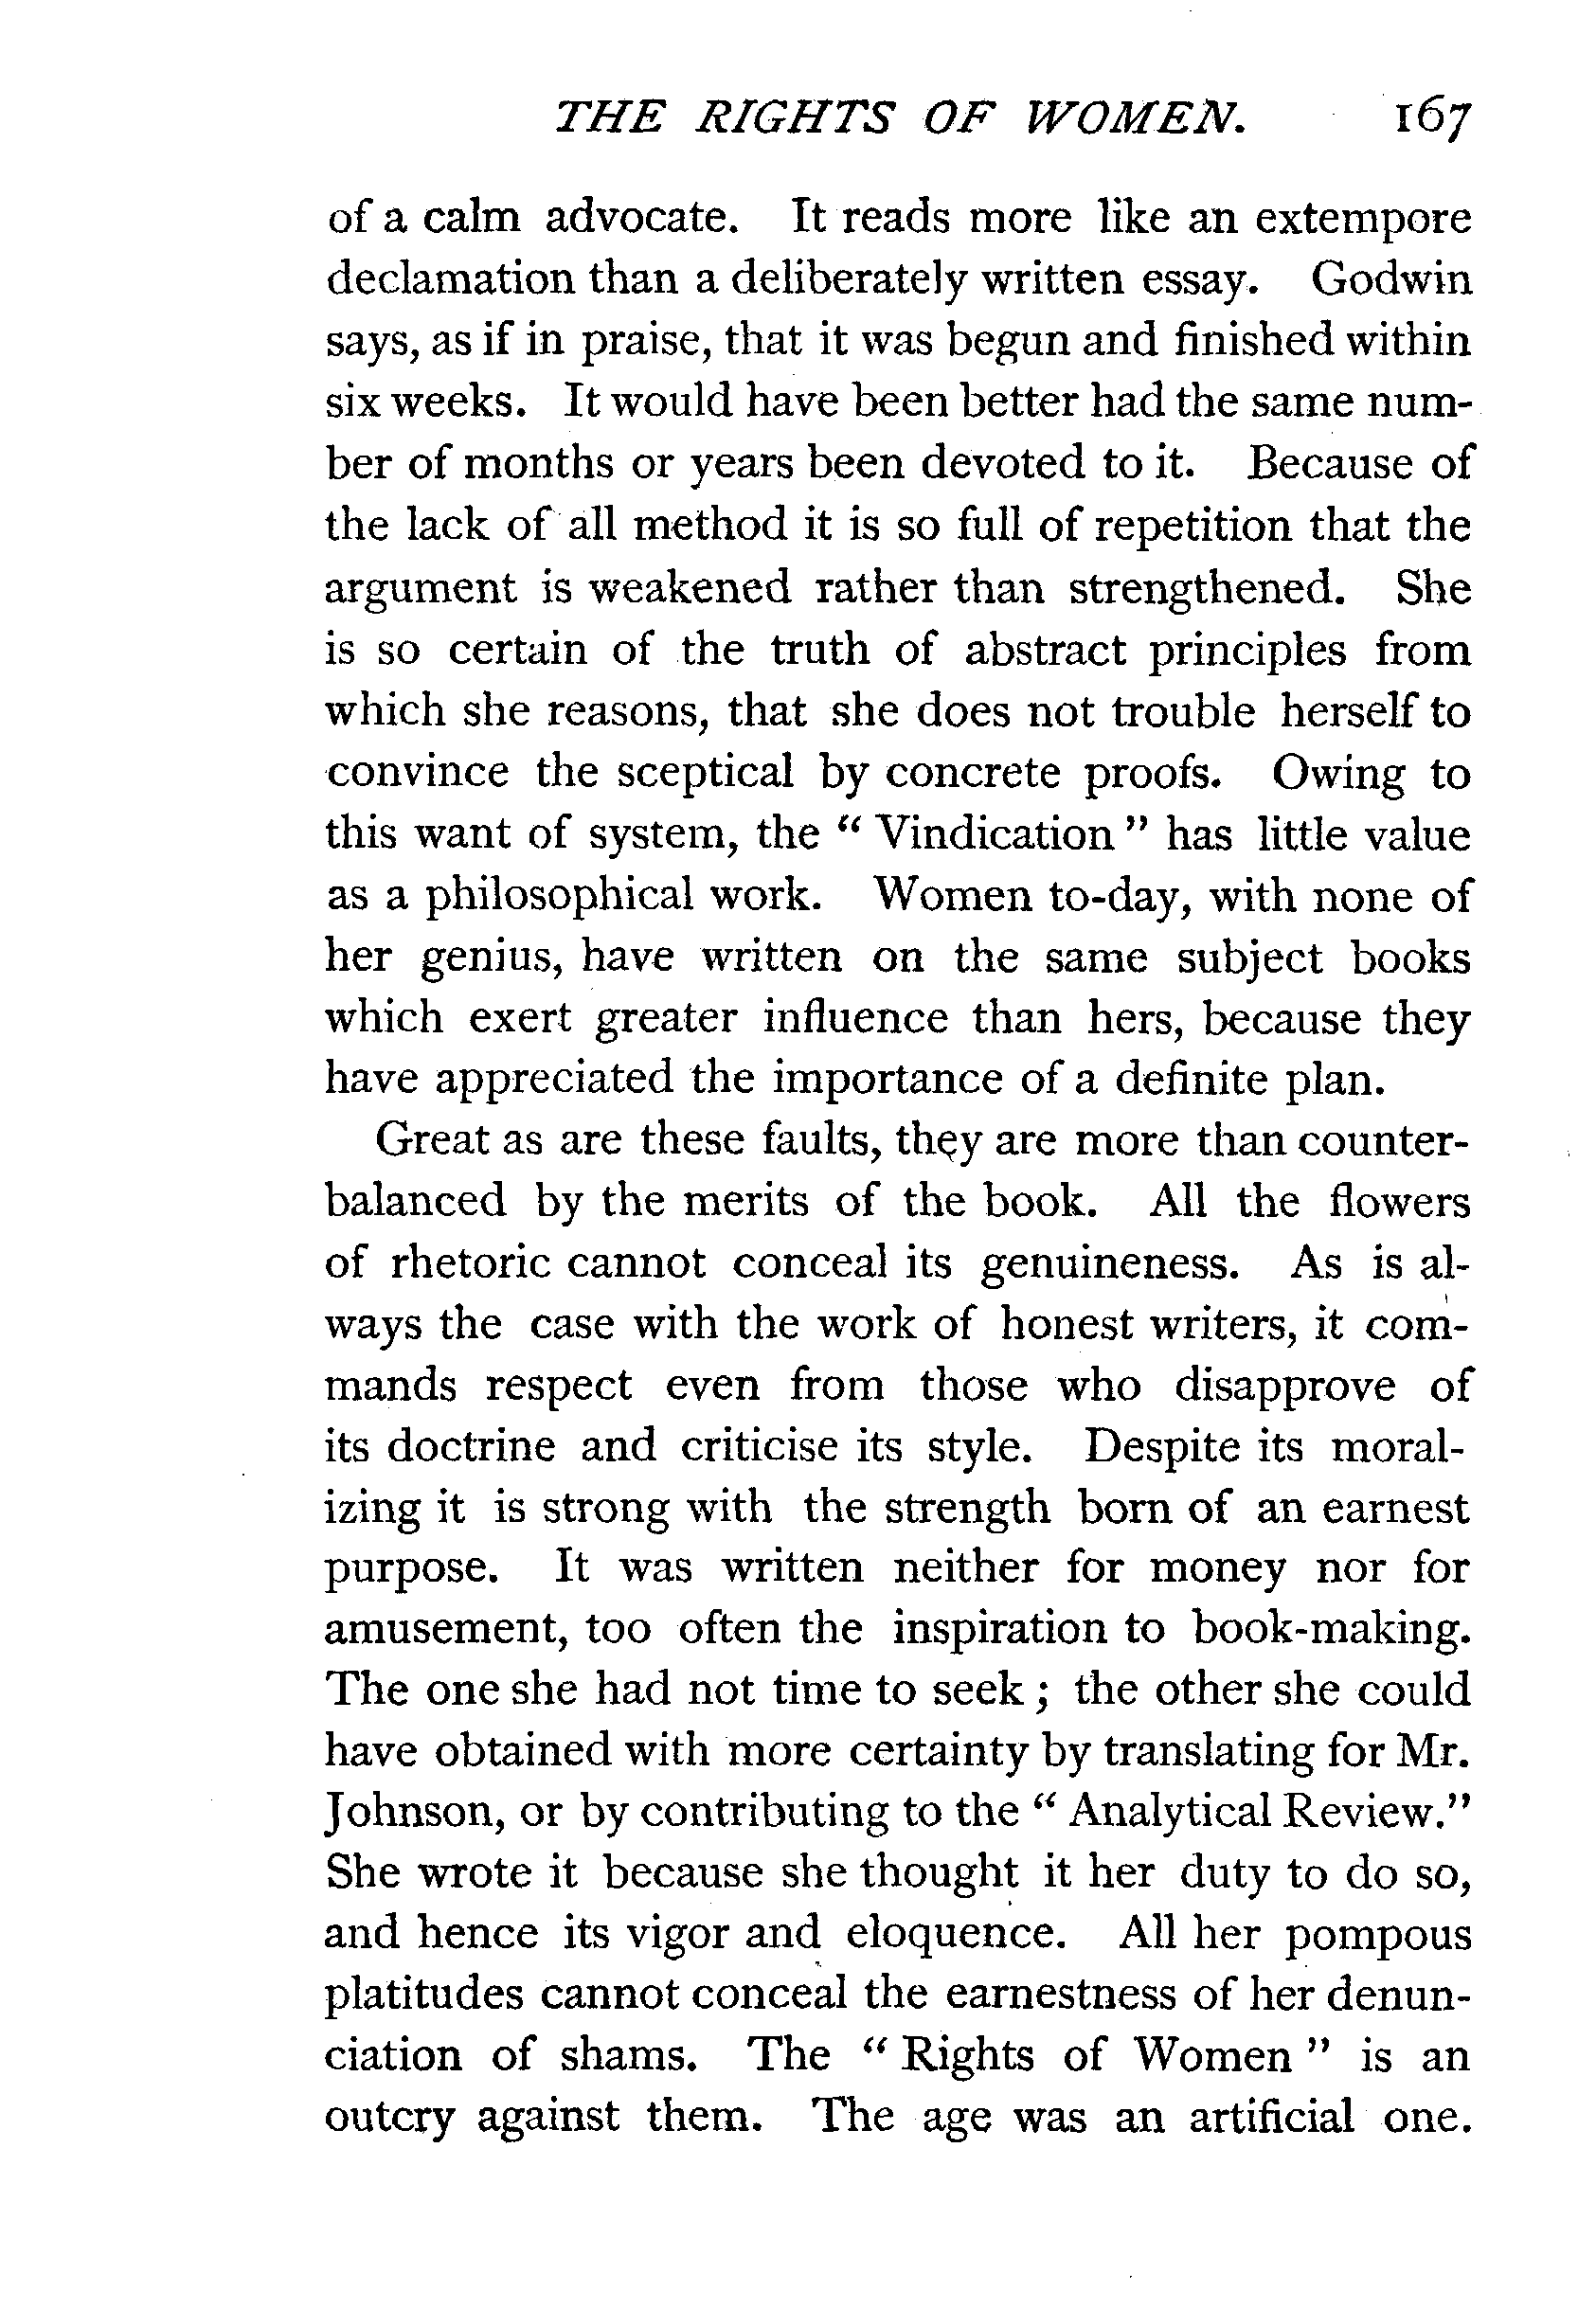 THE RIGHTS OF WOMEN. 167
of a calm advocate. It reads more like an extempore
declamation than a deliberately written essay. Godwin
says, as if in praise, that it was begun and finished within
six weeks. It would have been better had the same num-
ber of months or years been devoted to it. Because of
the lack of all method it is so full of repetition that the
argument is weakened rather than strengthened. She
is so certain of the truth of abstract principles from
which she reasons, that she does not trouble herself to
convince the sceptical by concrete proofs. Owing to
this want of system, the “ Vindication ” has little value
as a philosophical work. Women to-day, with none of
her genius, have written on the same subject books
which exert greater influence than hers, because they
have appreciated the importance of a definite plan.
Great as are these faults, they are more than counter-
balanced by the merits of the book. All the flowers
of rhetoric cannot conceal its genuineness. As is al-
ways the case with the work of honest writers, it com-
mands respect even from those who disapprove of
its doctrine and criticise its style. Despite its moral-
izing it is strong with the strength born of an earnest
purpose. It was written neither for money nor for
amusement, too often the inspiration to book-making.
The one she had not time to seek ; the other she could
have obtained with more certainty by translating for Mr.
Johnson, or by contributing to the “ Analytical Review.”
She wrote it because she thought it her duty to do so,
and hence its vigor and eloquence. All her pompous
platitudes cannot conceal the earnestness of her denun-
ciation of shams. The “ Rights of Women ” is an
outcry against them. The age was an artificial one.